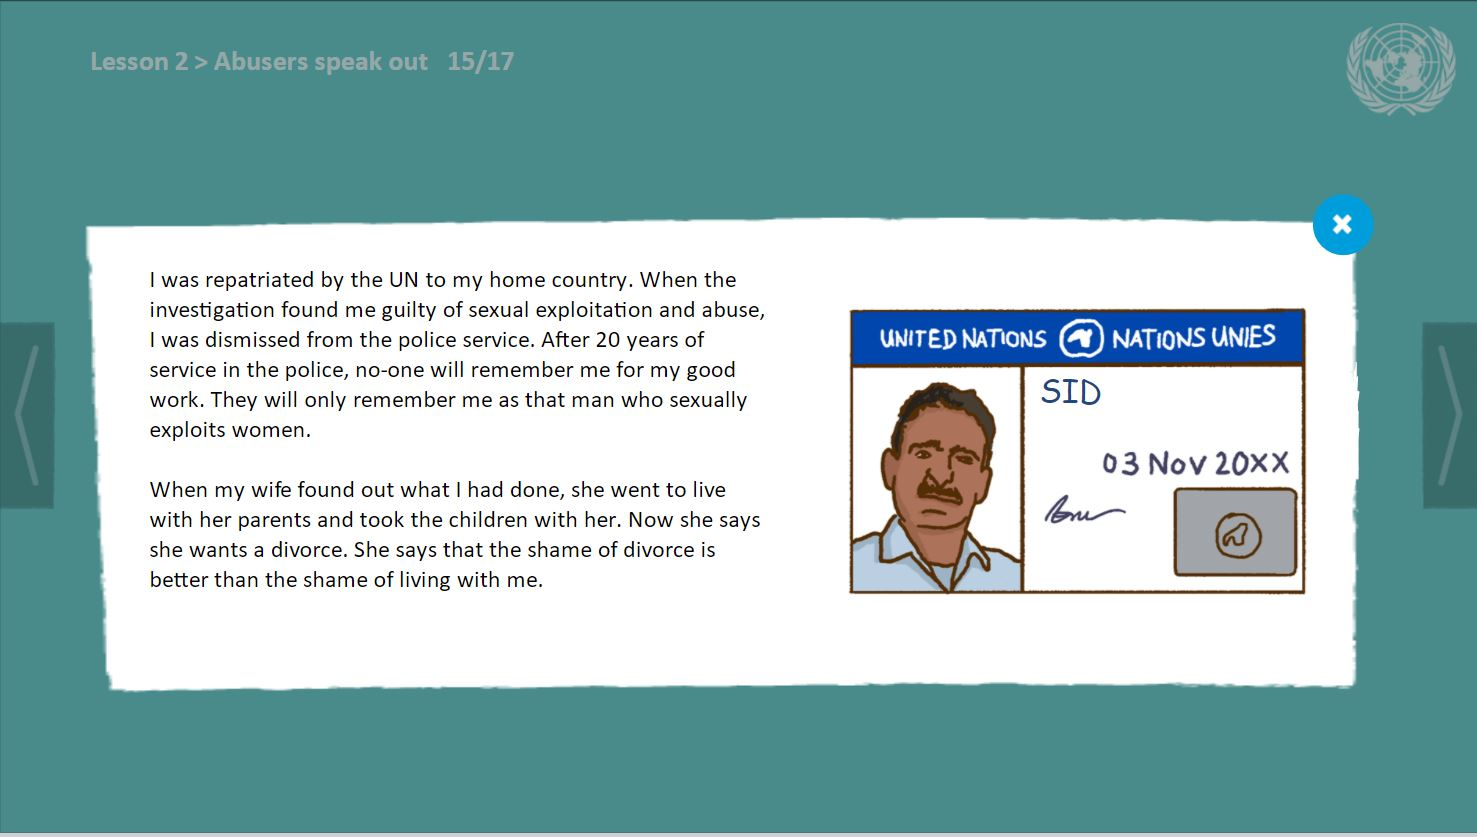 Lesson 2 > Abusers speak out 15/17
I was repatriated by the UN to my home country. When the
investigation found me guilty of sexual exploitation and abuse,
I was dismissed from the police service. After 20 years of
service in the police, no-one will remember me for my good
work. They will only remember me as that man who sexually
exploits women.
When my wife found out what I had done, she went to live
with her parents and took the children with her. Now she says
she wants a divorce. She says that the shame of divorce is
better than the shame of living with me.
UNITED NATIONS NATIONS UNIES
SID
03 Nov 20XX